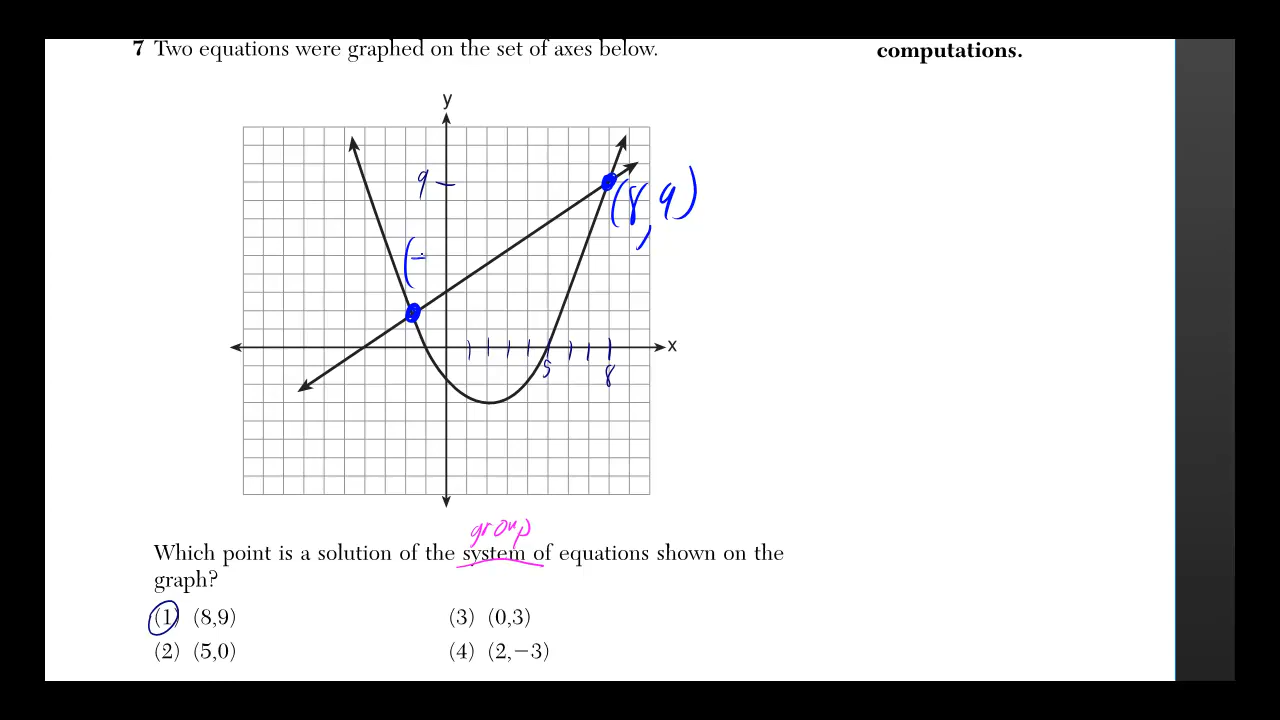 7 Two equations were graphed on the set of axes below.
computations.
y
9
(8, 9)
(-
x
5
8
group
Which point is a solution of the system of equations shown on the
graph?
(1) (8,9)
(3) (0,3)
(2) (5,0)
(4) (2,−3)